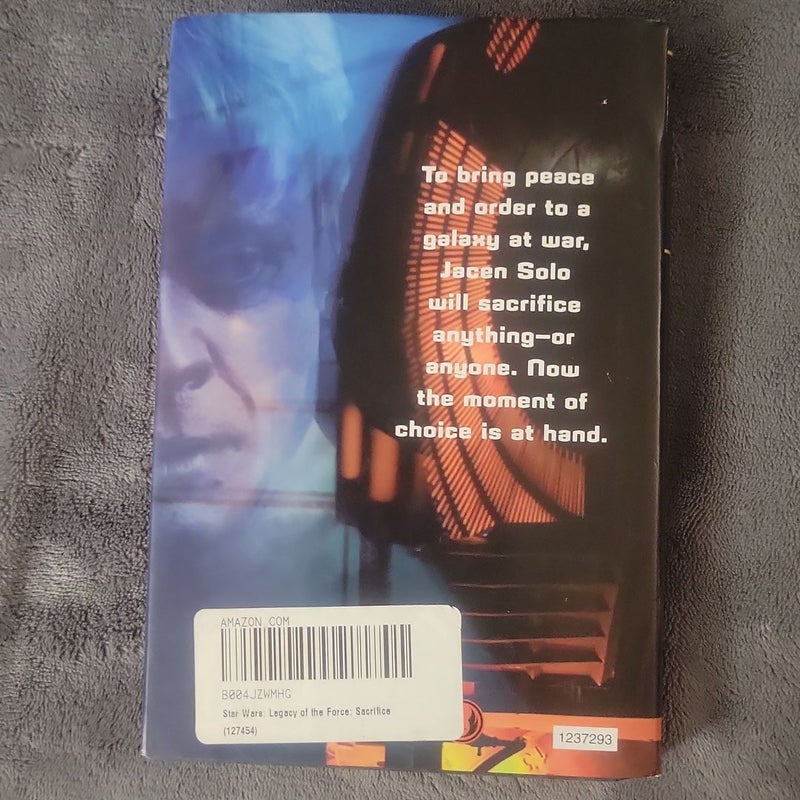 To bring peace
and order to a
galaxy at war,
Jacen Solo
will sacrifice
anything—or
anyone. Now
the moment of
choice is at hand.
AMAZON.COM
B004JZWMHG
Star Wars: Legacy of the Force: Sacrifice
(127454)
1237293